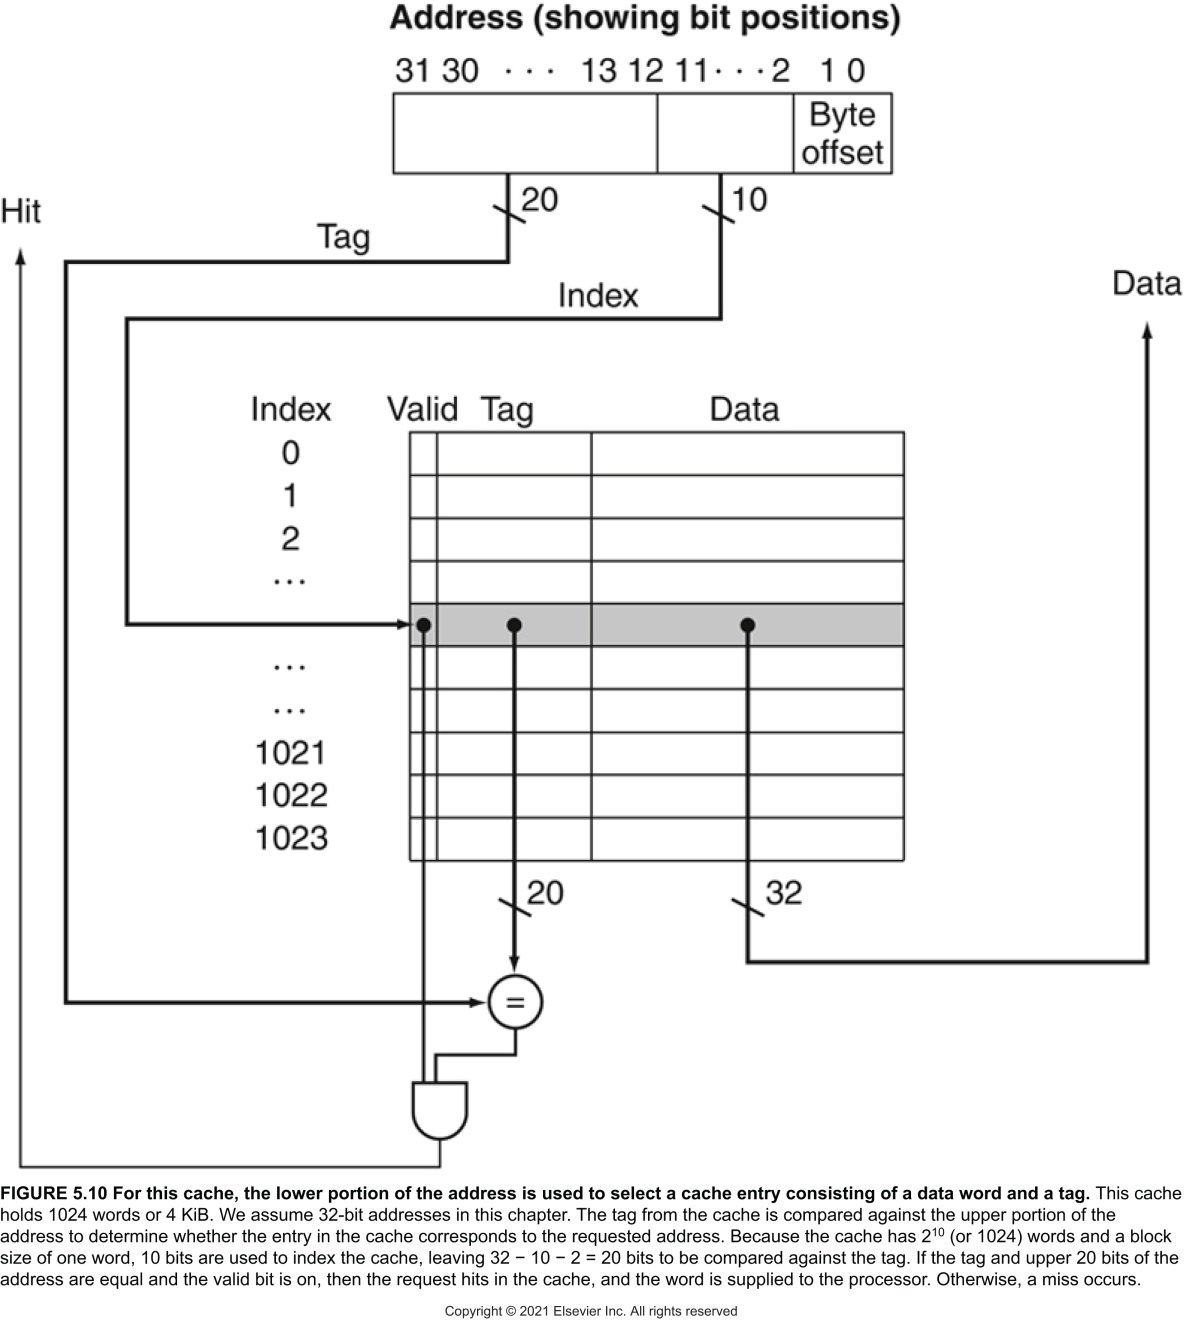 Address (showing bit positions)
31 30 · · · 13 12 11 · · · 2 1 0
Byte
offset
20
10
Hit
Tag
Data
Index
Index Valid Tag Data
0
1
2
...
...
...
1021
1022
1023
20
32
=
FIGURE 5.10 For this cache, the lower portion of the address is used to select a cache entry consisting of a data word and a tag. This cache
holds 1024 words or 4 KiB. We assume 32-bit addresses in this chapter. The tag from the cache is compared against the upper portion of the
address to determine whether the entry in the cache corresponds to the requested address. Because the cache has 2¹⁰ (or 1024) words and a block
size of one word, 10 bits are used to index the cache, leaving 32 − 10 − 2 = 20 bits to be compared against the tag. If the tag and upper 20 bits of the
address are equal and the valid bit is on, then the request hits in the cache, and the word is supplied to the processor. Otherwise, a miss occurs.
Copyright © 2021 Elsevier Inc. All rights reserved